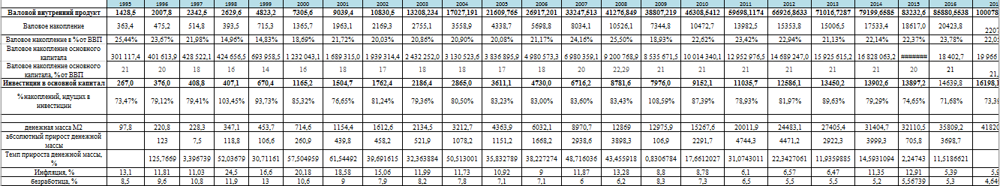 1995 1996 1997 1998 1999 2000 2001 2002 2003 2004 2005 2006 2007 2008 2009 2010 2011 2012 2013 2014 2015 2016 201
Валовой внутренний продукт 1428,5 2007,8 2342,5 2629,6 4823,2 7305,6 9039,4 10830,5 13208,234 17027,191 21609,765 26917,201 33247,513 41276,849 38807,219 46308,5412 59698,1174 66926,8633 71016,7287 79199,6585 83232,6 85880,5538 100078
Валовое накопление 363,4 475,2 514,8 393,5 715,3 1365,7 1963,1 2169,3 2755,1 3558,9 4338,7 5698,8 8034,1 10526,1 7344,8 10472,7 13982,5 15353,8 15006,5 17533,4 18617,0 20423,8 2207
Валовое накопление в % от ВВП 25,44% 23,67% 21,98% 14,96% 14,83% 18,69% 21,72% 20,03% 20,86% 20,90% 20,08% 21,17% 24,16% 25,50% 18,93% 22,62% 23,42% 22,94% 21,13% 22,14% 22,37% 23,78% 22,0
Валовое накопление основного
капитала 301 117,4 401 613,9 428 522,1 424 656,5 693 958,5 1 232 043,1 1 689 315,0 1 939 314,4 2 432 252,0 3 130 523,6 3 836 895,9 4 980 573,3 6 980 359,1 9 200 768,9 8 535 671,5 10 014 340,1 12 952 976,5 14 689 247,0 15 925 615,2 16 828 063,2 ####### 18 402,7 19 966
Валовое накопление основного
капитала, % от ВВП 21 20 18 16 14 16 18 17 18 18 17 18 20 22,29 21 21 21 21 21 21 20 21 21,
Инвестиции в основной капитал 267,0 376,0 408,8 407,1 670,4 1165,2 1504,7 1762,4 2186,4 2865,0 3611,1 4730,0 6716,2 8781,6 7976,0 9152,1 11035,7 12586,1 13450,2 13902,6 13897,2 14639,8 16198,1
% накоплений, идущих в
инвестиции 73,47% 79,12% 79,41% 103,45% 93,73% 85,32% 76,65% 81,24% 79,36% 80,50% 83,23% 83,00% 83,60% 83,43% 108,59% 87,39% 78,93% 81,97% 89,63% 79,29% 74,65% 71,68% 73,3
денежная масса М2 97,8 220,8 228,3 347,1 453,7 714,6 1154,4 1612,6 2134,5 3212,7 4363,9 6032,1 8970,7 12869 12975,9 15267,6 20011,9 24483,1 27405,4 31404,7 32110,5 35809,2 41820
абсолютный прирост денежной
массы 123 7,5 118,8 106,6 260,9 439,8 458,2 521,9 1078,2 1151,2 1668,2 2938,6 3898,3 106,9 2291,7 4744,3 4471,2 2922,3 3999,3 705,8 3698,7
Темп прироста денежной массы,
% 125,7669 3,396739 52,03679 30,71161 57,504959 61,54492 39,691615 32,363884 50,513001 35,832789 38,227274 48,716036 43,455918 0,8306784 17,6612027 31,0743011 22,3427061 11,9359885 14,5931094 2,24743 11,5186621
Инфляция, % 13,1 11,81 11,03 24,5 16,6 20,18 18,58 15,06 11,99 11,73 10,92 9 11,87 13,28 8,8 8,78 6,1 6,57 6,47 11,35 12,91 5,39 5,9
безработица, % 8,5 9,6 10,8 11,9 13 10,6 9 7,9 8,2 7,8 7,1 7,1 6 6,2 8,3 7,3 6,5 5,5 5,5 5,2 5,56739 5,3 4,64